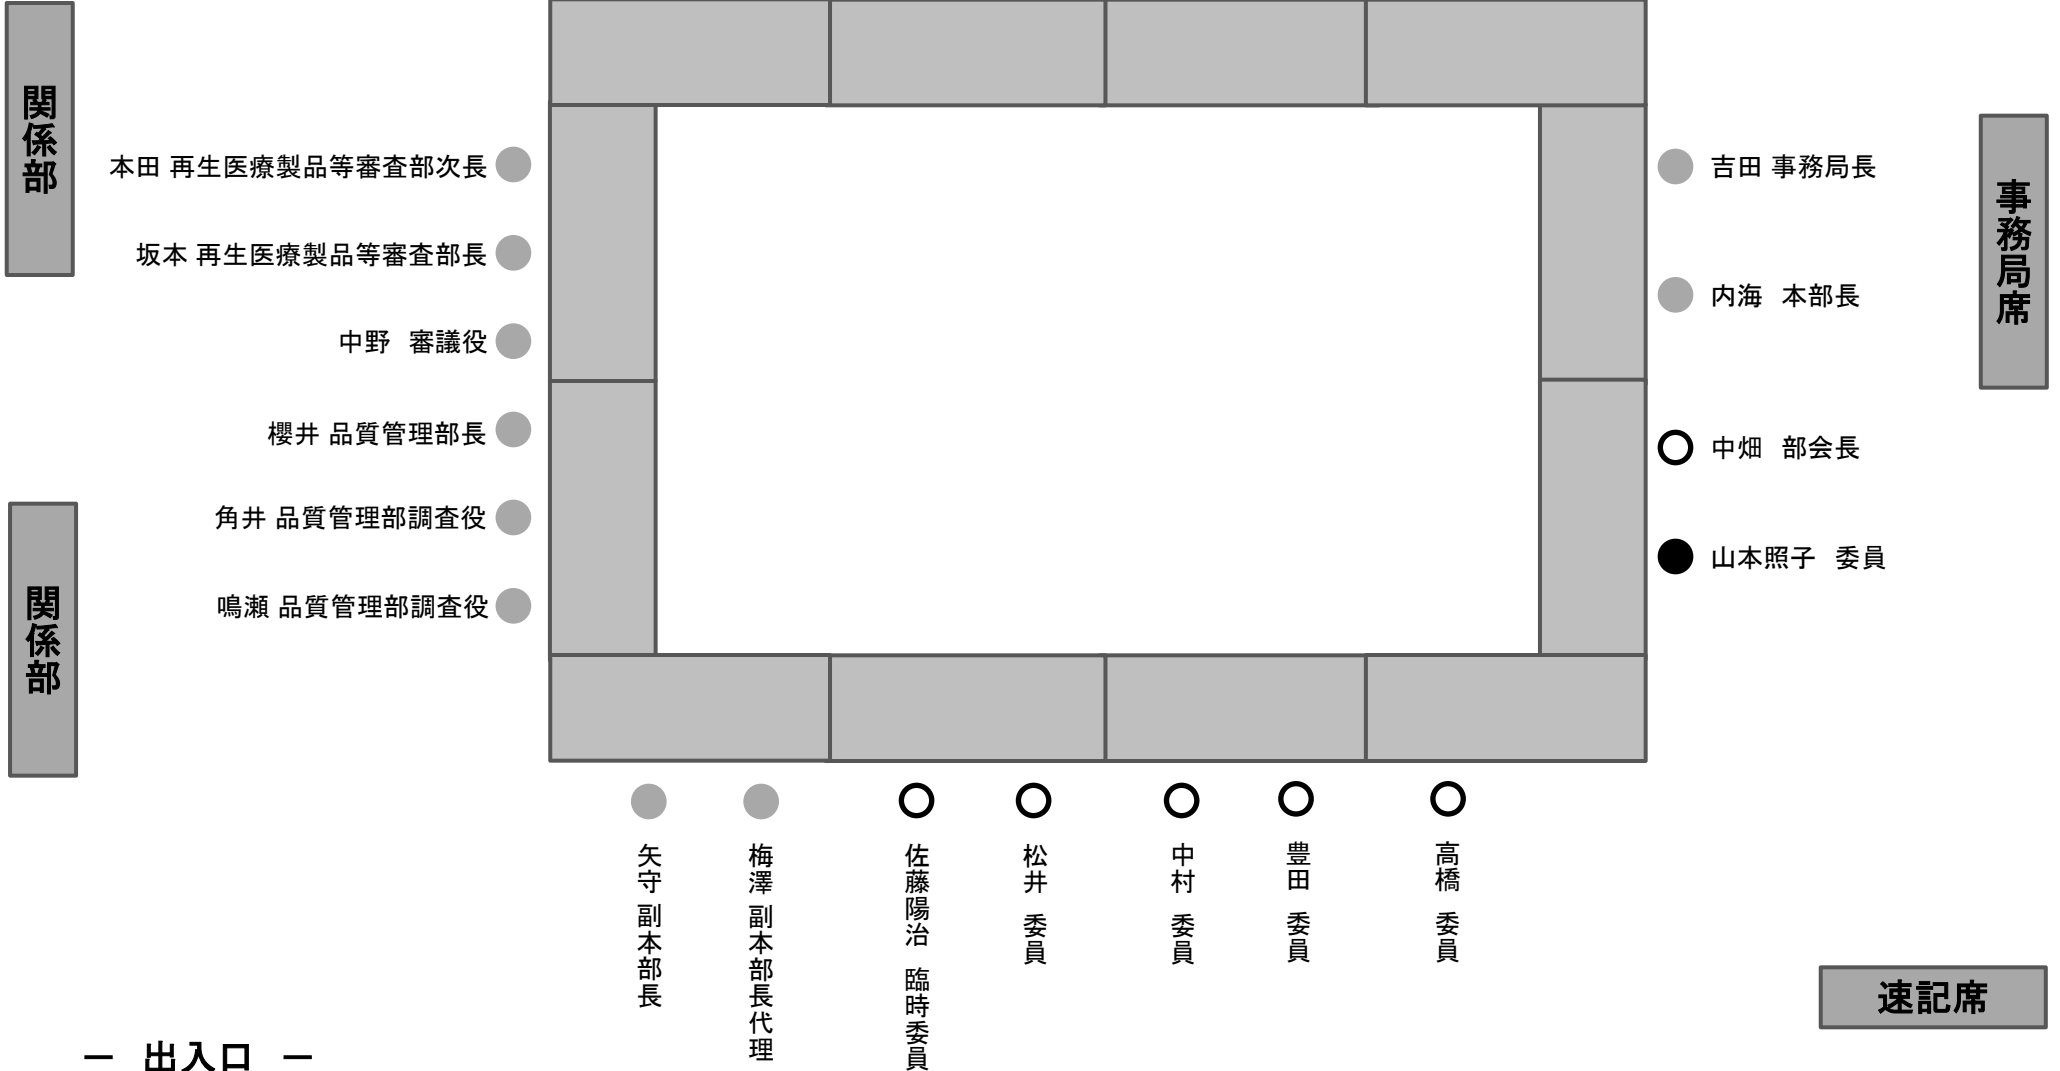 関係部
本田 再生医療製品等審査部次長
坂本 再生医療製品等審査部長
中野　審議役
櫻井 品質管理部長
角井 品質管理部調査役
鳴瀬 品質管理部調査役
関係部
吉田 事務局長
内海　本部長
中畑　部会長
山本照子　委員
事務局席
矢守 副本部長
梅澤 副本部長代理
佐藤陽治　臨時委員
松井　委員
中村　委員
豊田　委員
高橋　委員
速記席
－　出入口　－